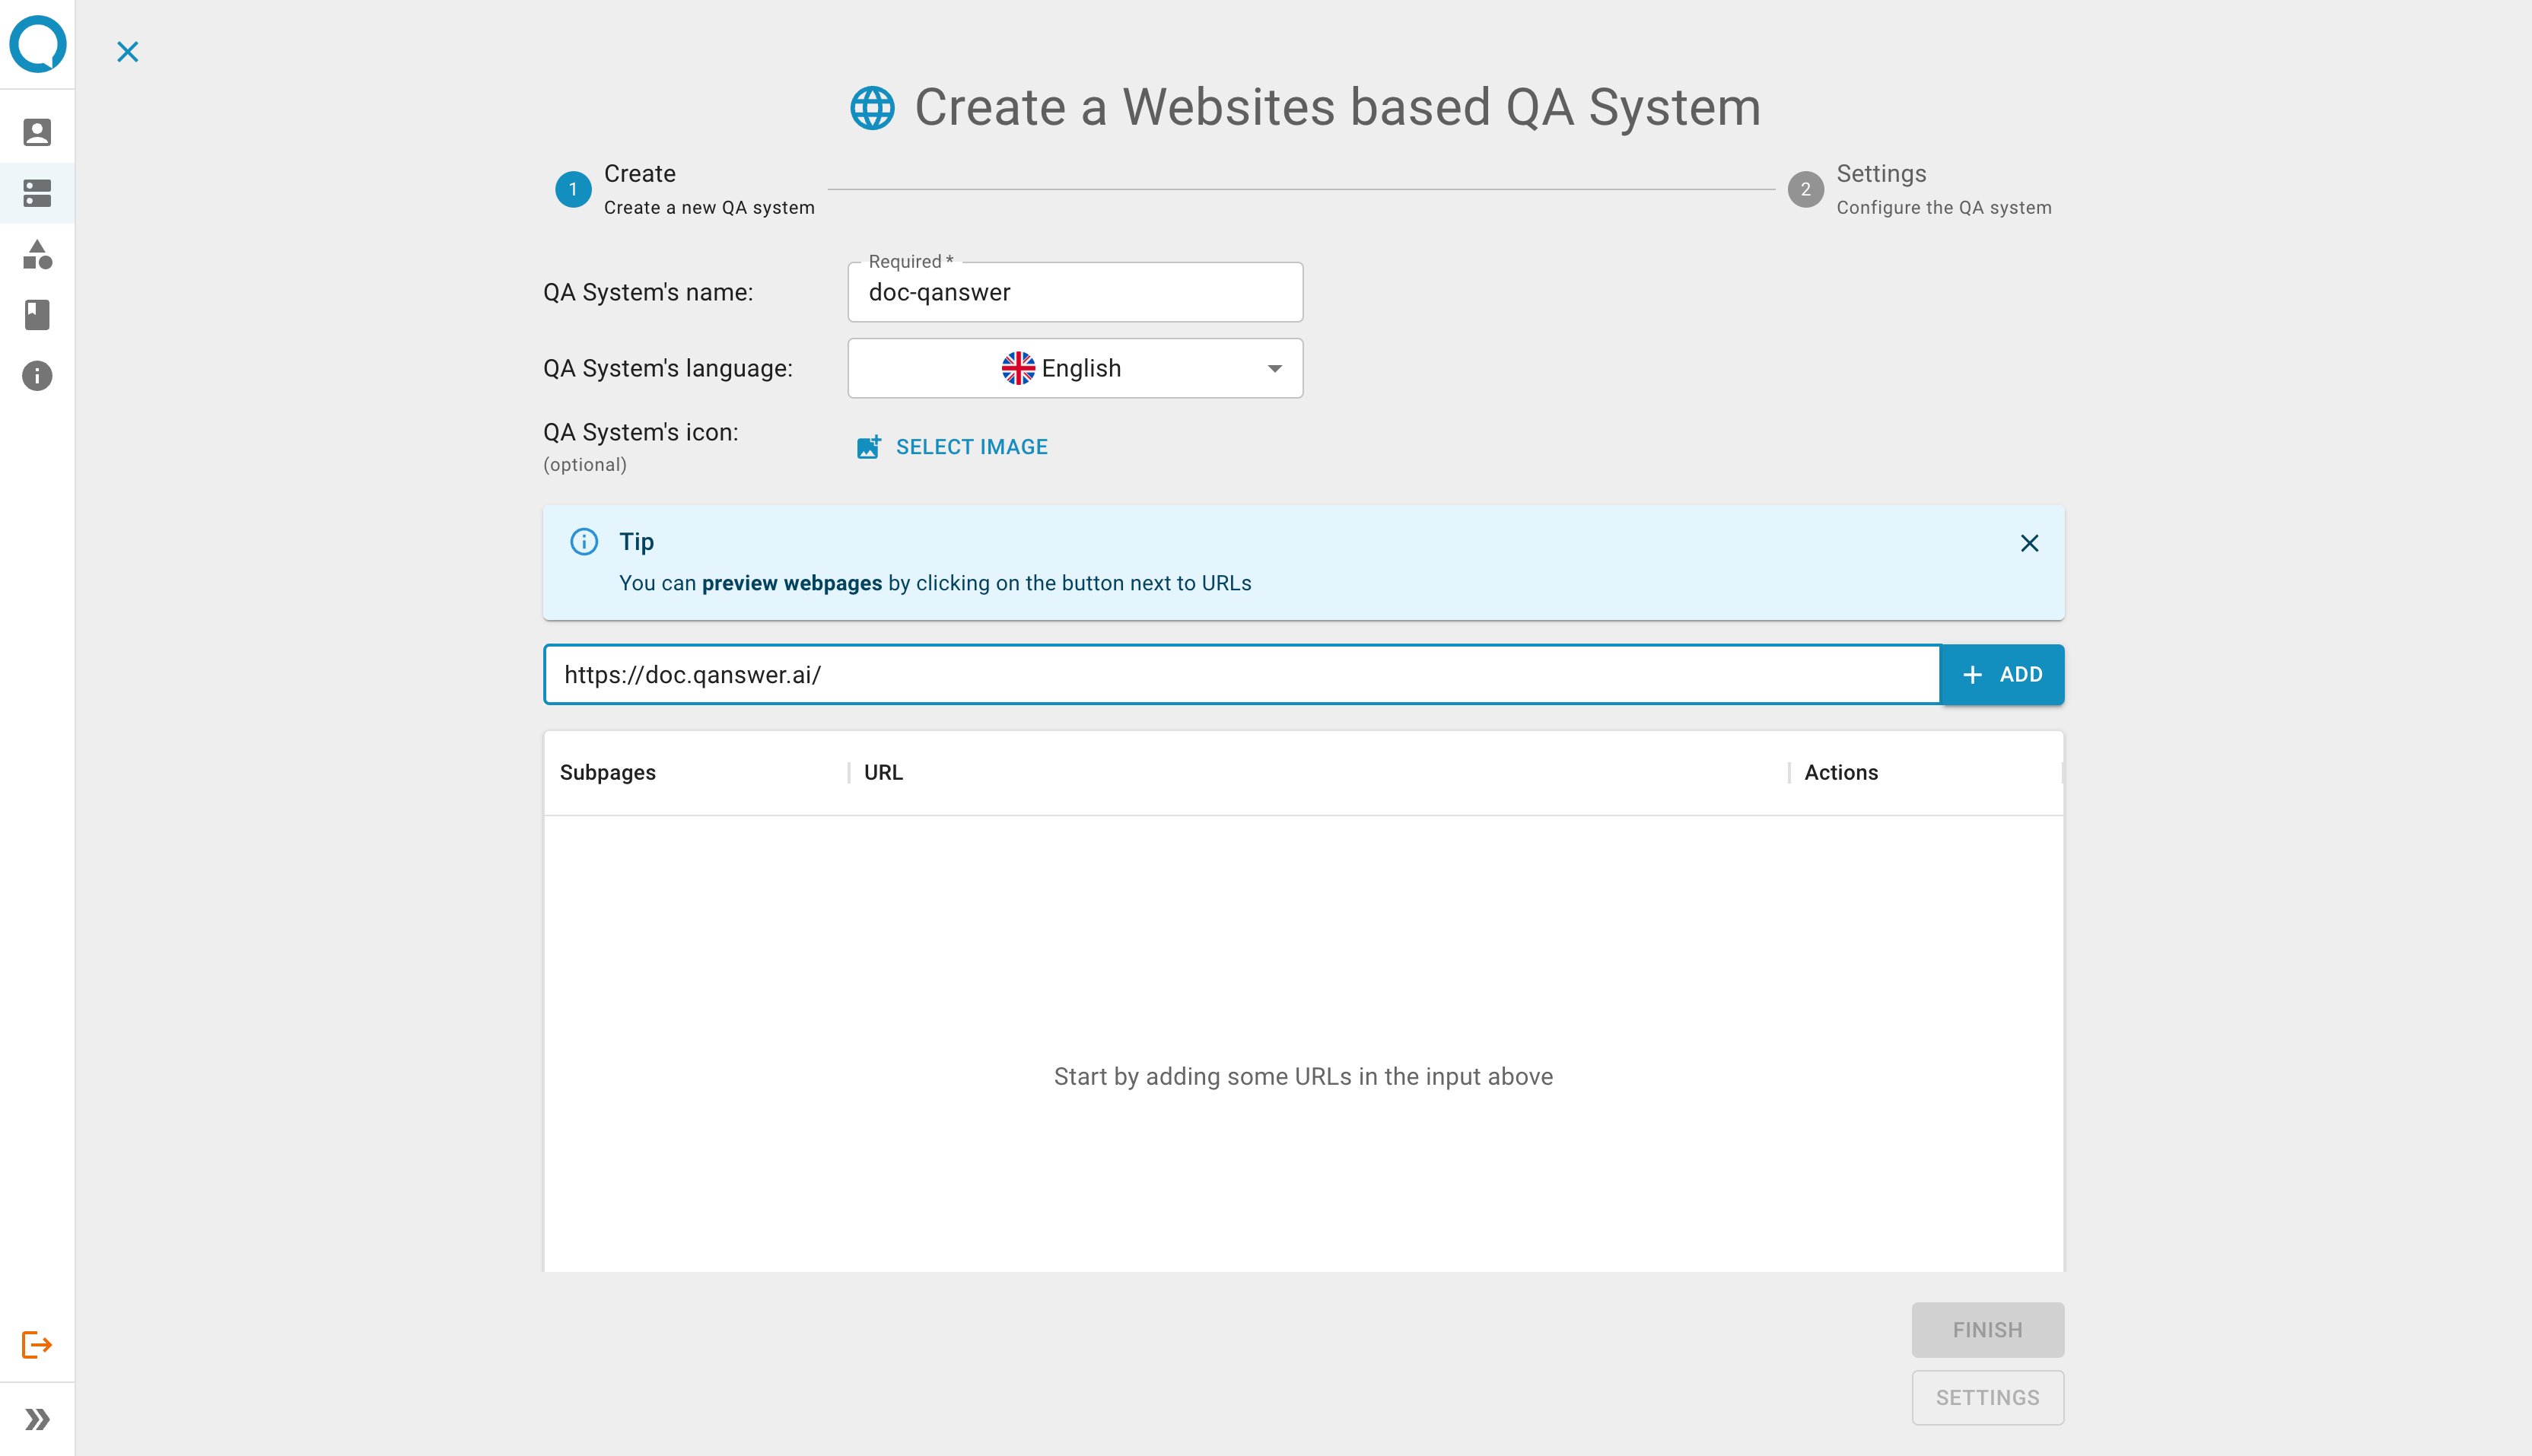 Create a Websites based QA System
1
Create
Create a new QA system
2
Settings
Configure the QA system
QA System's name:
Required *
doc-qanswer
QA System's language:
English
QA System's icon:
(optional)
SELECT IMAGE
Tip
You can preview webpages by clicking on the button next to URLs
https://doc.qanswer.ai/
ADD
Subpages
URL
Actions
Start by adding some URLs in the input above
FINISH
SETTINGS